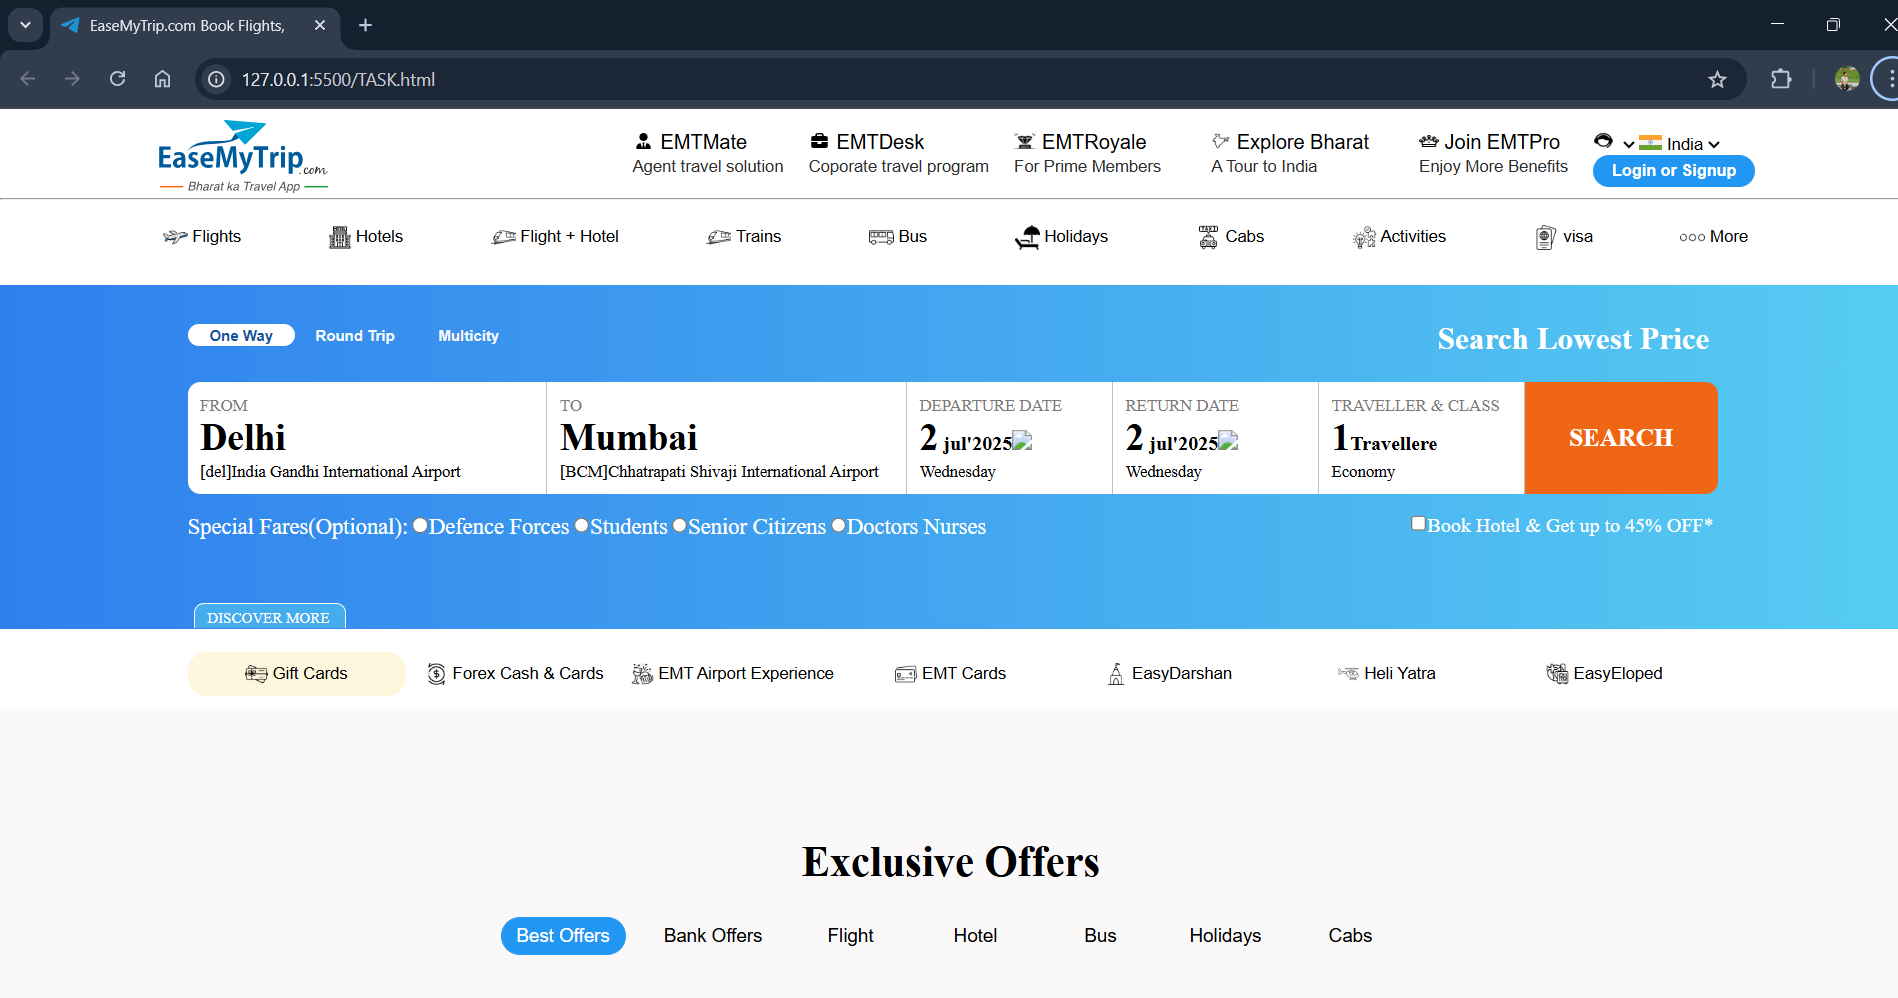 EaseMyTrip.com Book Flights,
127.0.0.1:5500/TASK.html
EaseMyTrip.com
Bharat ka Travel App
EMTMate
Agent travel solution
EMTDesk
Coporate travel program
EMTRoyale
For Prime Members
Explore Bharat
A Tour to India
Join EMTPro
Enjoy More Benefits
India
Login or Signup
Flights
Hotels
Flight + Hotel
Trains
Bus
Holidays
Cabs
Activities
visa
ooo More
One Way
Round Trip
Multicity
Search Lowest Price
FROM
Delhi
[del]India Gandhi International Airport
TO
Mumbai
[BCM]Chhatrapati Shivaji International Airport
DEPARTURE DATE
2 jul'2025
Wednesday
RETURN DATE
2 jul'2025
Wednesday
TRAVELLER & CLASS
1Travellere
Economy
SEARCH
Special Fares(Optional): Defence Forces Students Senior Citizens Doctors Nurses
Book Hotel & Get up to 45% OFF*
DISCOVER MORE
Gift Cards
Forex Cash & Cards
EMT Airport Experience
EMT Cards
EasyDarshan
Heli Yatra
EasyEloped
Exclusive Offers
Best Offers
Bank Offers
Flight
Hotel
Bus
Holidays
Cabs